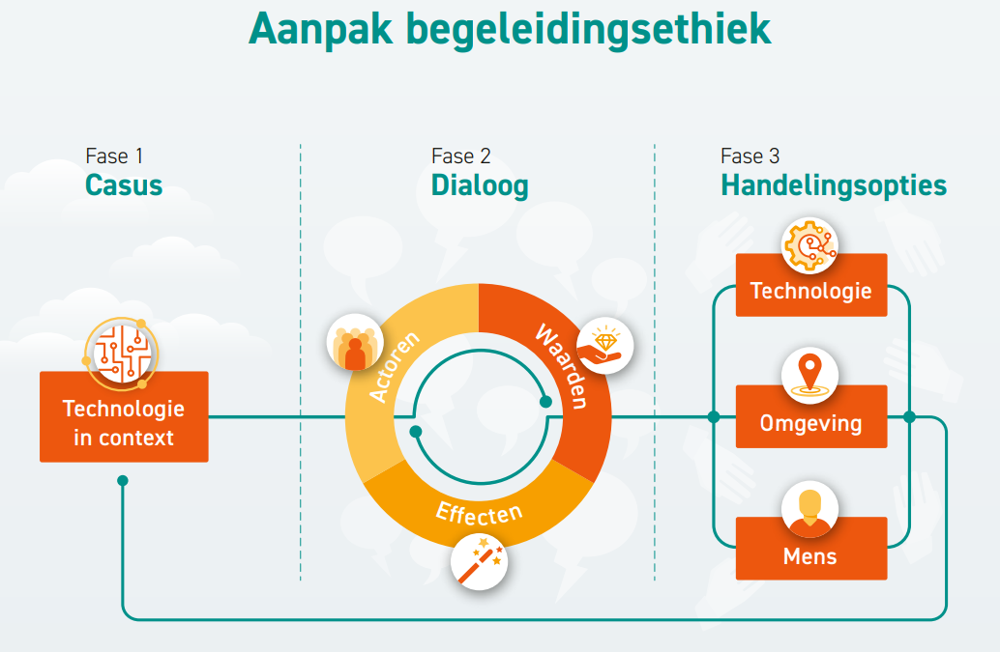 Aanpak begeleidingsethiek
Fase 1
Casus
Technologie
in context
Fase 2
Dialoog
Actoren
Waarden
Effecten
Fase 3
Handelingsopties
Technologie
Omgeving
Mens